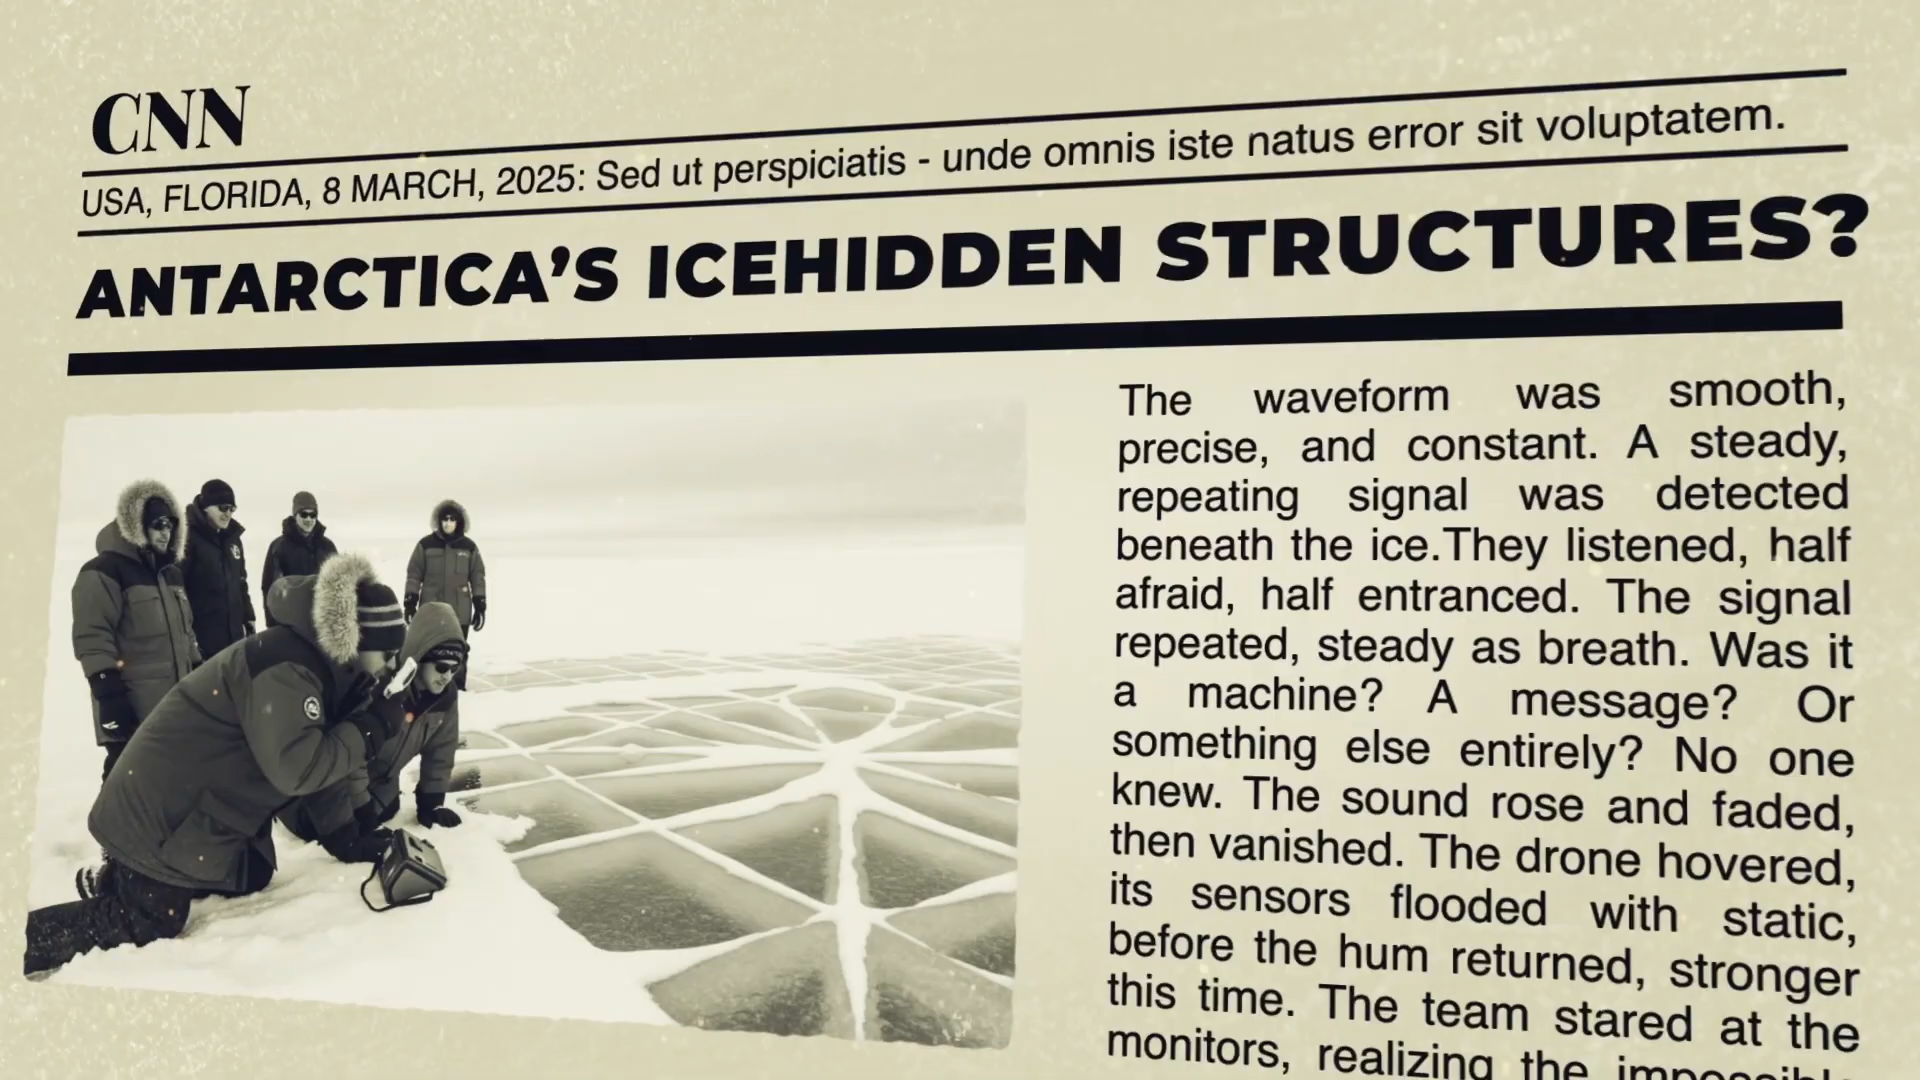 CNN
USA, FLORIDA, 8 MARCH, 2025: Sed ut perspiciatis - unde omnis iste natus error sit voluptatem.
ANTARCTICA’S ICEHIDDEN STRUCTURES?
The waveform was smooth,
precise, and constant. A steady,
repeating signal was detected
beneath the ice.They listened, half
afraid, half entranced. The signal
repeated, steady as breath. Was it
a machine? A message? Or
something else entirely? No one
knew. The sound rose and faded,
then vanished. The drone hovered,
its sensors flooded with static,
before the hum returned, stronger
this time. The team stared at the
monitors, realizing the